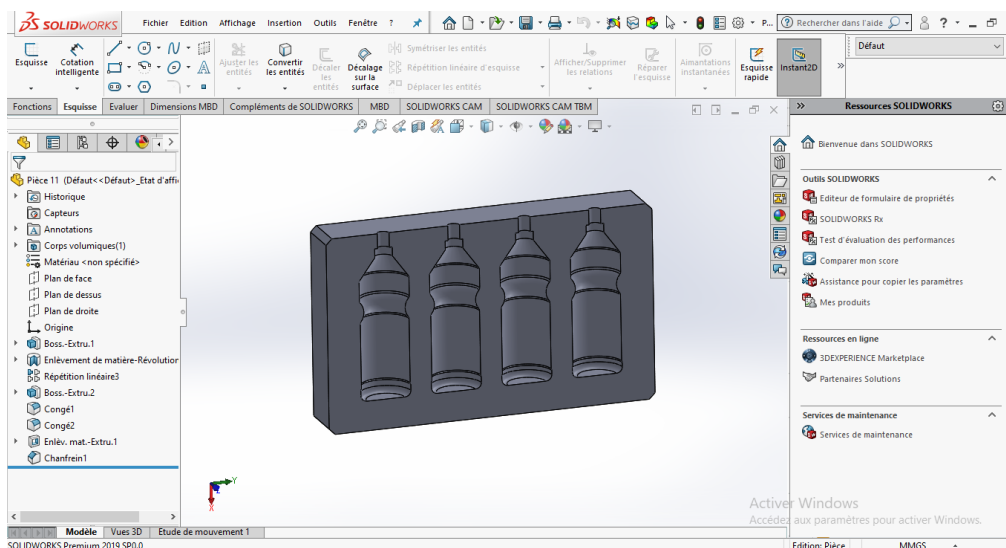 SOLIDWORKS Fichier Edition Affichage Insertion Outils Fenêtre ? P... Rechercher dans l'aide ?
Esquisse
Cotation intelligente
Ajuster les entités
Convertir les entités
Décaler les entités
Décalage sur la surface
Symétriser les entités
Répétition linéaire d'esquisse
Déplacer les entités
Afficher/Supprimer les relations
Réparer l'esquisse
Aimantations instantanées
Esquisse rapide
Instant2D
Défaut
Fonctions Esquisse Evaluer Dimensions MBD Compléments de SOLIDWORKS MBD SOLIDWORKS CAM SOLIDWORKS CAM TBM
Pièce 11 (Défaut<<Défaut>_Etat d'affi
Historique
Capteurs
Annotations
Corps volumiques(1)
Matériau <non spécifié>
Plan de face
Plan de dessus
Plan de droite
Origine
Boss.-Extru.1
Enlèvement de matière-Révolution
Répétition linéaire3
Boss.-Extru.2
Congé1
Congé2
Enlèv. mat.-Extru.1
Chanfrein1
Y
X
Ressources SOLIDWORKS
Bienvenue dans SOLIDWORKS
Outils SOLIDWORKS
Editeur de formulaire de propriétés
SOLIDWORKS Rx
Test d'évaluation des performances
Comparer mon score
Assistance pour copier les paramètres
Mes produits
Ressources en ligne
3DEXPERIENCE Marketplace
Partenaires Solutions
Services de maintenance
Services de maintenance
Activer Windows
Accédez aux paramètres pour activer Windows.
Modèle Vues 3D Etude de mouvement 1
SOLIDWORKS Premium 2019 SP0.0 Edition: Pièce MMGS